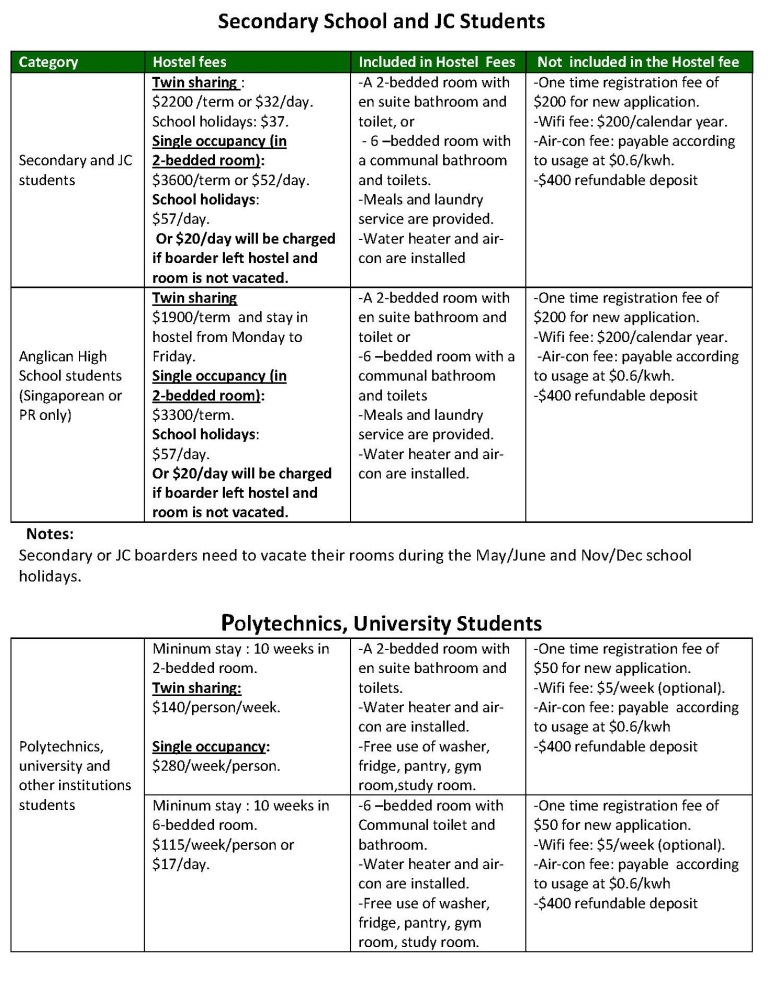 Secondary School and JC Students
Category
Hostel fees
Included in Hostel Fees
Not included in the Hostel fee
Secondary and JC
students
Twin sharing :
$2200 /term or $32/day.
School holidays: $37.
Single occupancy (in
2-bedded room):
$3600/term or $52/day.
School holidays:
$57/day.
Or $20/day will be charged
if boarder left hostel and
room is not vacated.
-A 2-bedded room with
en suite bathroom and
toilet, or
- 6 –bedded room with
a communal bathroom
and toilets.
-Meals and laundry
service are provided.
-Water heater and air-
con are installed
-One time registration fee of
$200 for new application.
-Wifi fee: $200/calendar year.
-Air-con fee: payable according
to usage at $0.6/kwh.
-$400 refundable deposit
Anglican High
School students
(Singaporean or
PR only)
Twin sharing
$1900/term and stay in
hostel from Monday to
Friday.
Single occupancy (in
2-bedded room):
$3300/term.
School holidays:
$57/day.
Or $20/day will be charged
if boarder left hostel and
room is not vacated.
-A 2-bedded room with
en suite bathroom and
toilet or
-6 –bedded room with a
communal bathroom
and toilets
-Meals and laundry
service are provided.
-Water heater and air-
con are installed.
-One time registration fee of
$200 for new application.
-Wifi fee: $200/calendar year.
-Air-con fee: payable according
to usage at $0.6/kwh.
-$400 refundable deposit
Notes:
Secondary or JC boarders need to vacate their rooms during the May/June and Nov/Dec school
holidays.
Polytechnics, University Students
Polytechnics,
university and
other institutions
students
Mininum stay : 10 weeks in
2-bedded room.
Twin sharing:
$140/person/week.
Single occupancy:
$280/week/person.
-A 2-bedded room with
en suite bathroom and
toilets.
-Water heater and air-
con are installed.
-Free use of washer,
fridge, pantry, gym
room,study room.
-One time registration fee of
$50 for new application.
-Wifi fee: $5/week (optional).
-Air-con fee: payable according
to usage at $0.6/kwh
-$400 refundable deposit
Mininum stay : 10 weeks in
6-bedded room.
$115/week/person or
$17/day.
-6 –bedded room with
Communal toilet and
bathroom.
-Water heater and air-
con are installed.
-Free use of washer,
fridge, pantry, gym
room, study room.
-One time registration fee of
$50 for new application.
-Wifi fee: $5/week (optional).
-Air-con fee: payable according
to usage at $0.6/kwh
-$400 refundable deposit